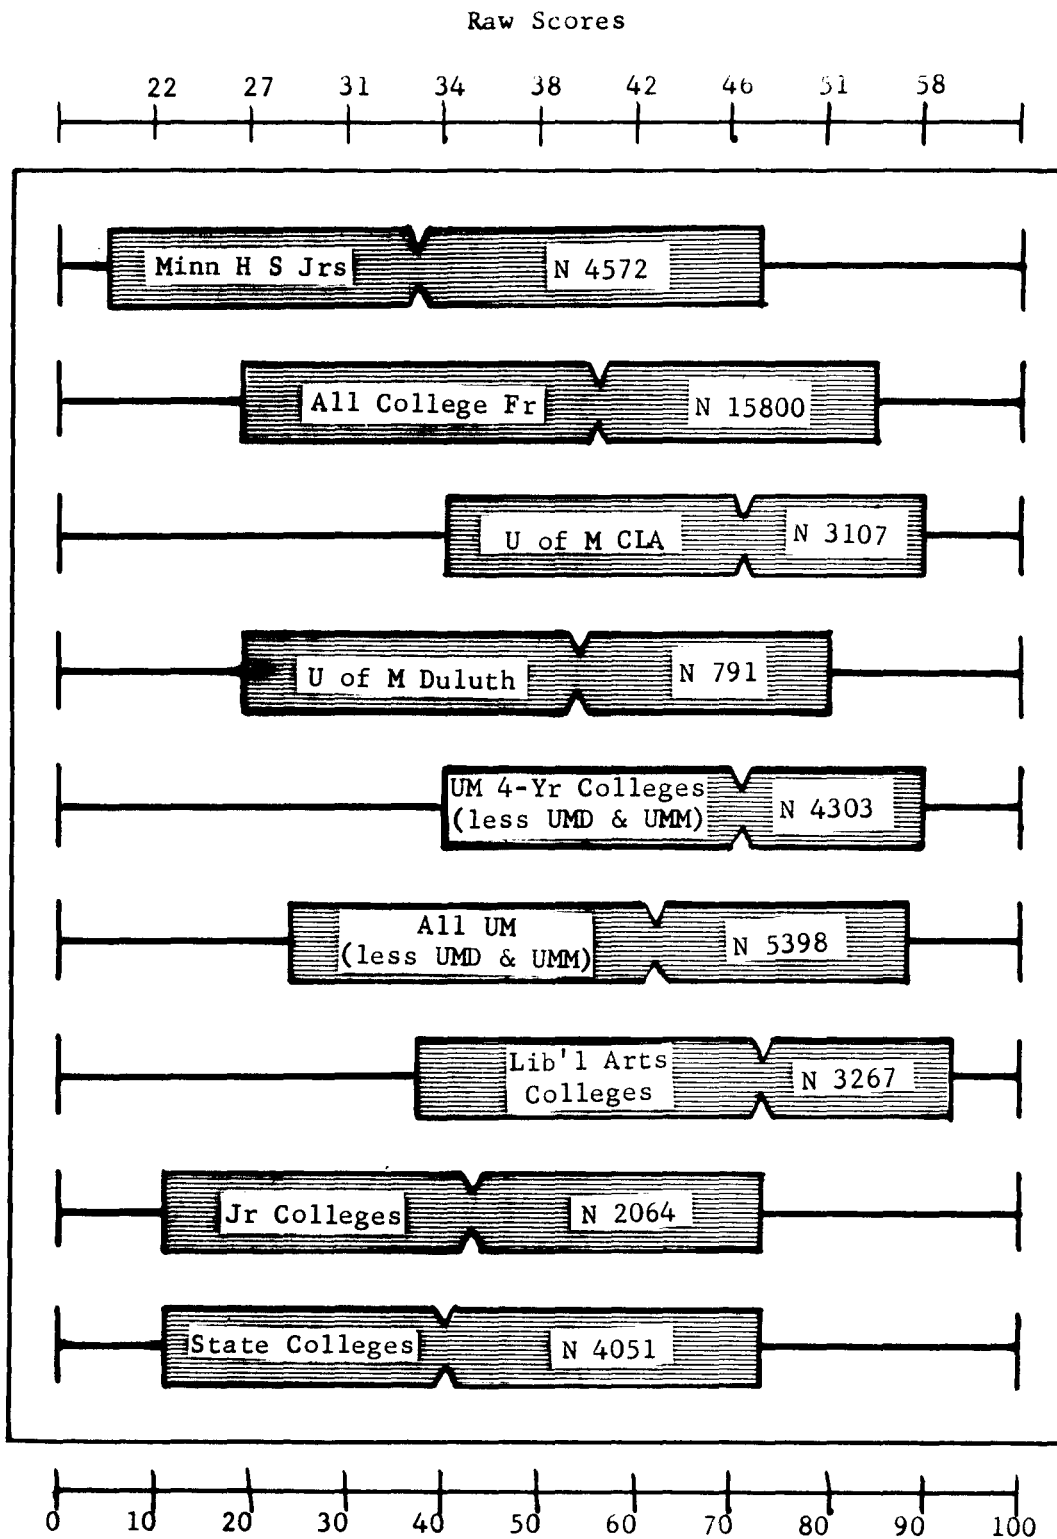 Raw Scores
22 27 31 34 38 42 46 51 58
Minn H S Jrs N 4572
All College Fr N 15800
U of M CLA N 3107
U of M Duluth N 791
UM 4-Yr Colleges
(less UMD & UMM) N 4303
All UM
(less UMD & UMM) N 5398
Lib'l Arts
Colleges N 3267
Jr Colleges N 2064
State Colleges N 4051
0 10 20 30 40 50 60 70 80 90 100